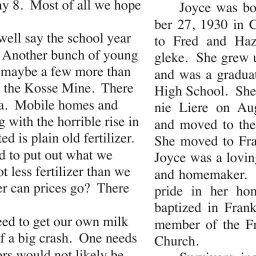 ay 8. Most of all we hope
well say the school year
Another bunch of young
maybe a few more than
the Kosse Mine. There
a. Mobile homes and
g with the horrible rise in
ted is plain old fertilizer.
d to put out what we
ot less fertilizer than we
er can prices go? There
eed to get our own milk
f a big crash. One needs
ers would not likely be
Joyce was bo
ber 27, 1930 in C
to Fred and Haz
gleke. She grew u
and was a graduat
High School. She
nie Liere on Aug
and moved to the
She moved to Fra
Joyce was a loving
and homemaker.
pride in her hom
baptized in Frank
member of the Fr
Church.